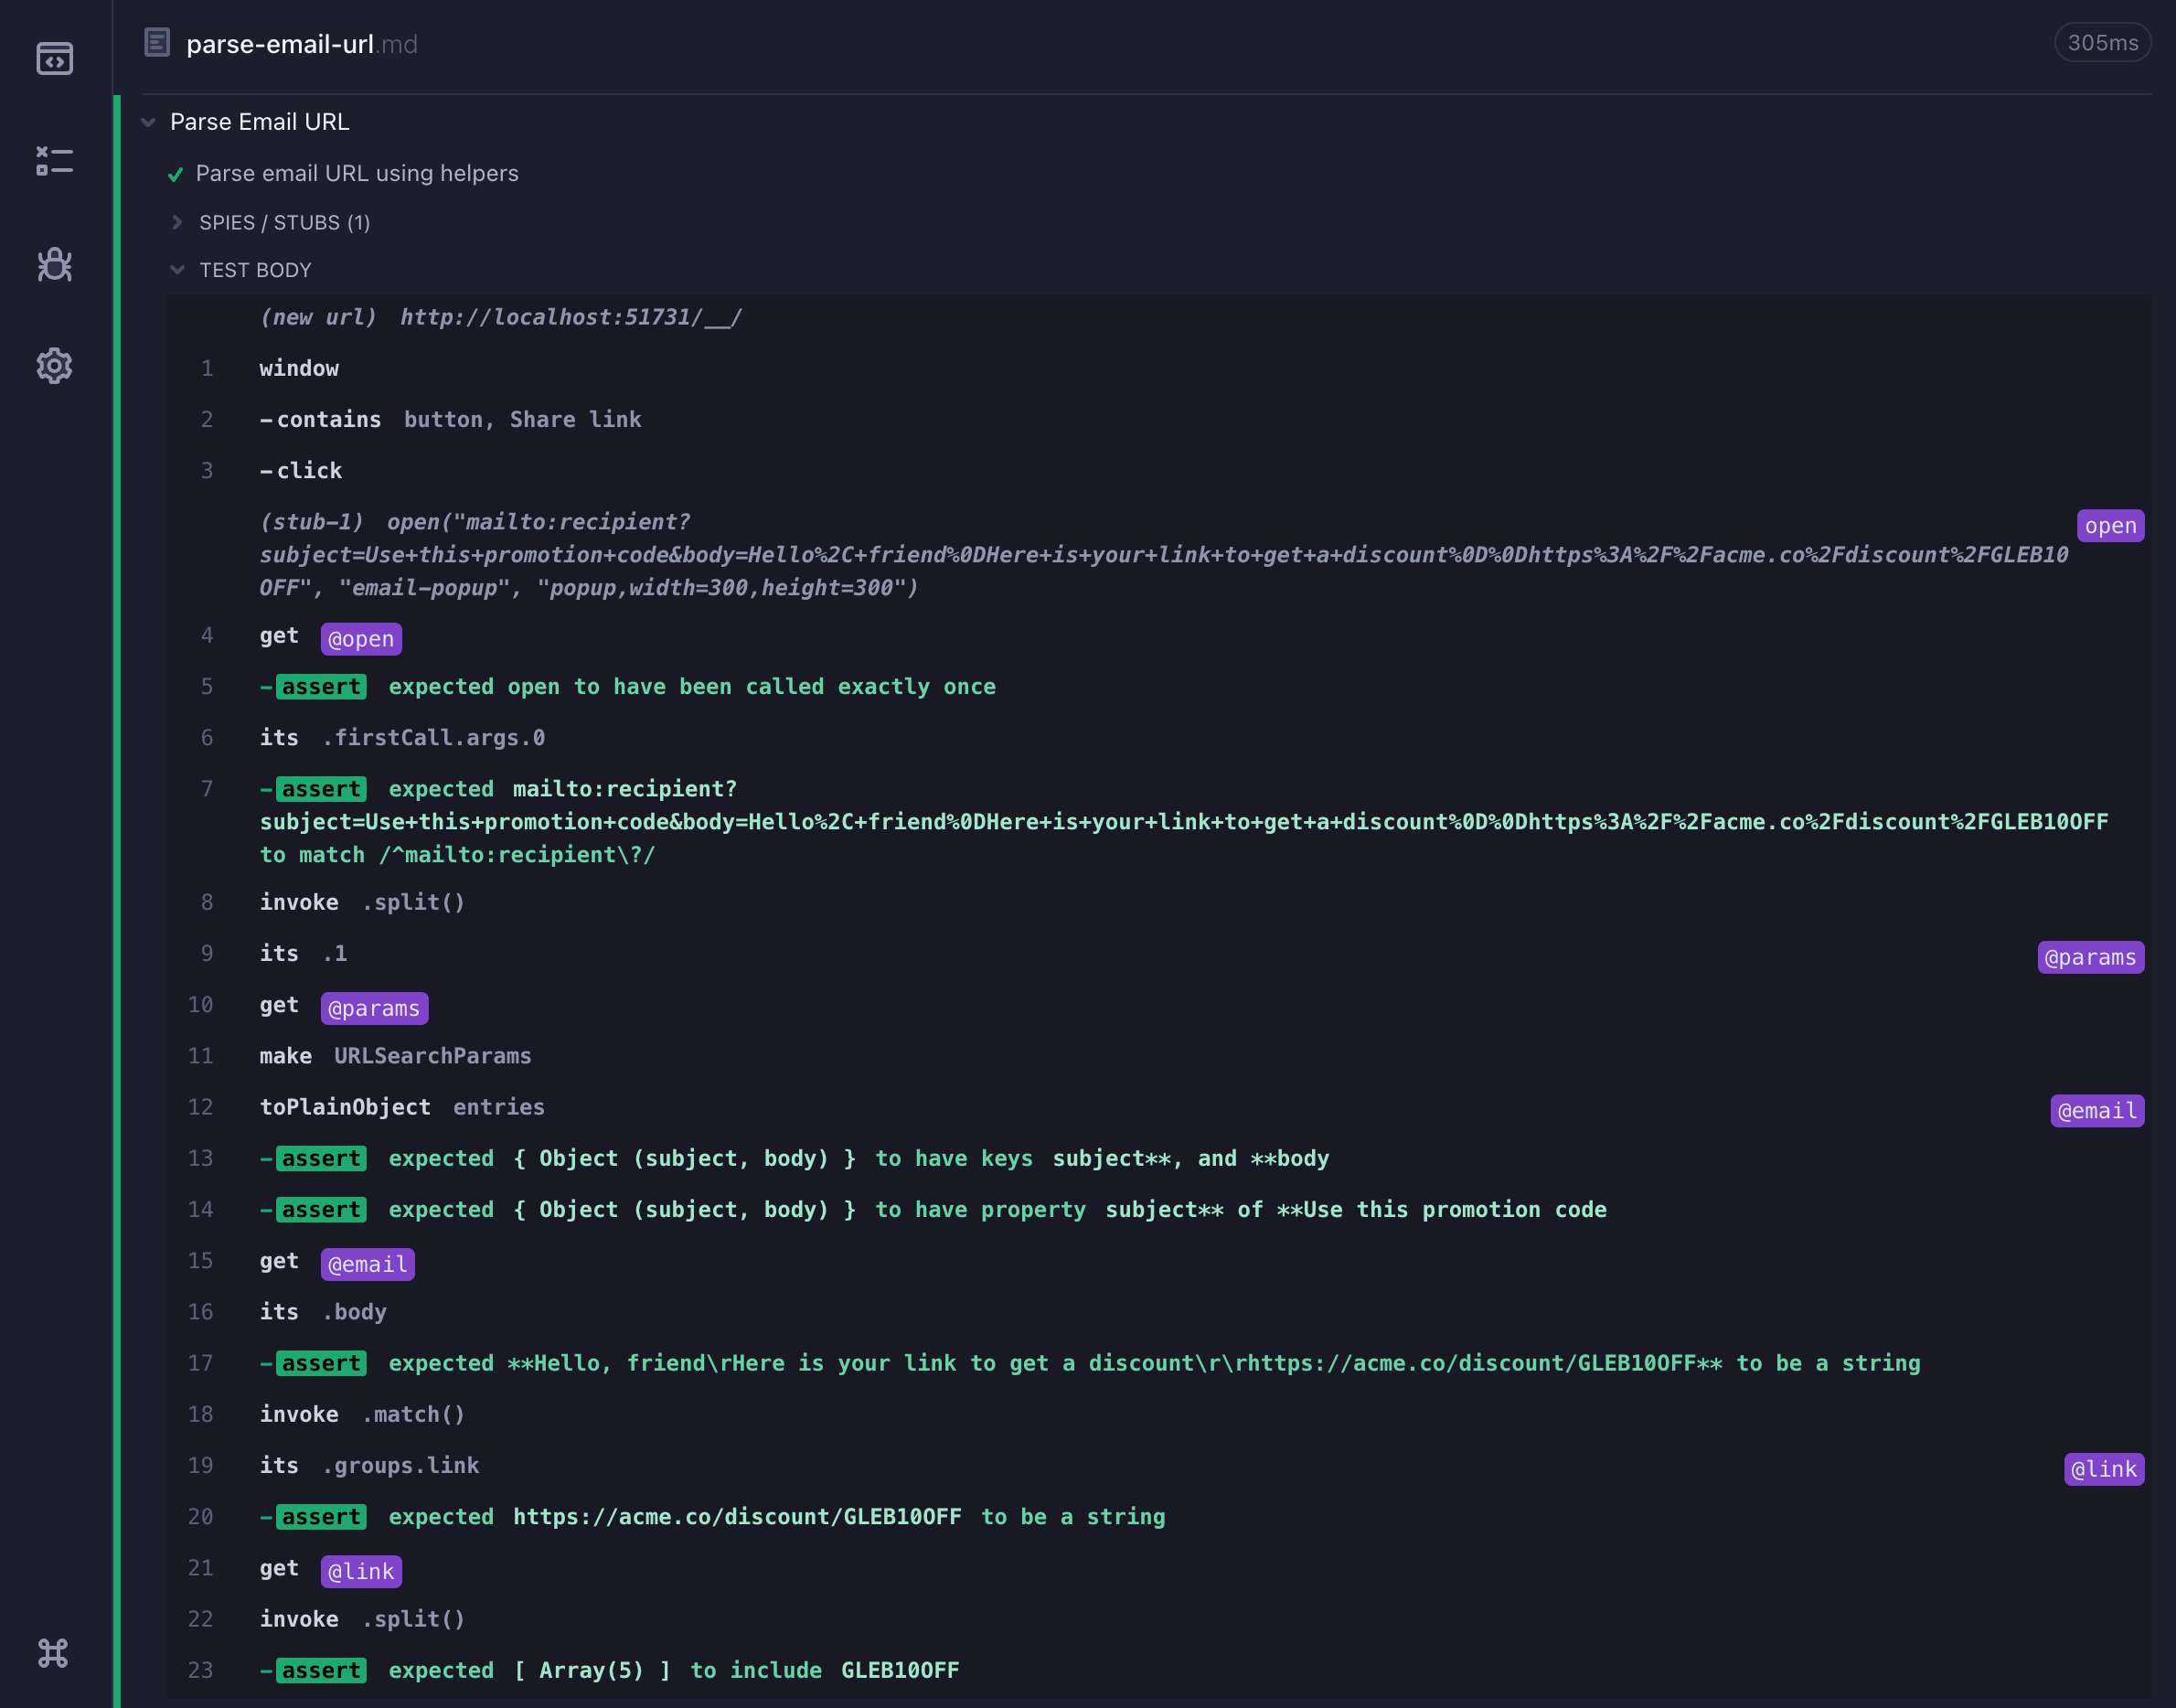 parse-email-url.md
305ms
Parse Email URL
Parse email URL using helpers
SPIES / STUBS (1)
TEST BODY
(new url) http://localhost:51731/__/
1 window
2 -contains button, Share link
3 -click
(stub-1) open("mailto:recipient? open
subject=Use+this+promotion+code&body=Hello%2C+friend%0DHere+is+your+link+to+get+a+discount%0D%0Dhttps%3A%2F%2Facme.co%2Fdiscount%2FGLEB10
OFF", "email-popup", "popup,width=300,height=300")
4 get @open
5 -assert expected open to have been called exactly once
6 its .firstCall.args.0
7 -assert expected mailto:recipient?
subject=Use+this+promotion+code&body=Hello%2C+friend%0DHere+is+your+link+to+get+a+discount%0D%0Dhttps%3A%2F%2Facme.co%2Fdiscount%2FGLEB10OFF
to match /^mailto:recipient\?/
8 invoke .split()
9 its .1 @params
10 get @params
11 make URLSearchParams
12 toPlainObject entries @email
13 -assert expected { Object (subject, body) } to have keys subject**, and **body
14 -assert expected { Object (subject, body) } to have property subject** of **Use this promotion code
15 get @email
16 its .body
17 -assert expected **Hello, friend\rHere is your link to get a discount\r\rhttps://acme.co/discount/GLEB10OFF** to be a string
18 invoke .match()
19 its .groups.link @link
20 -assert expected https://acme.co/discount/GLEB10OFF to be a string
21 get @link
22 invoke .split()
23 -assert expected [ Array(5) ] to include GLEB10OFF